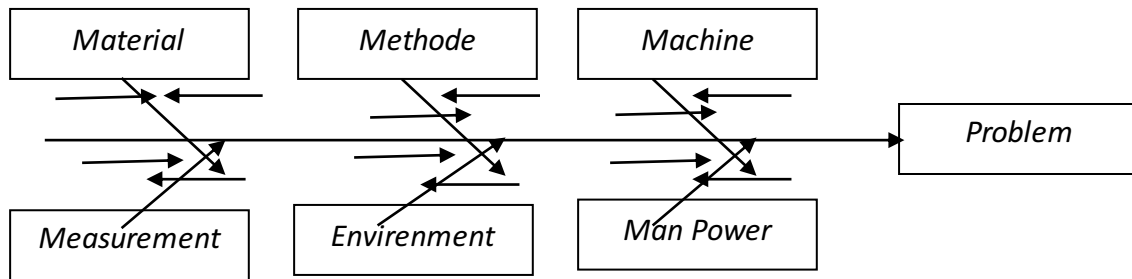 Material
Methode
Machine
Problem
Measurement
Envirenment
Man Power